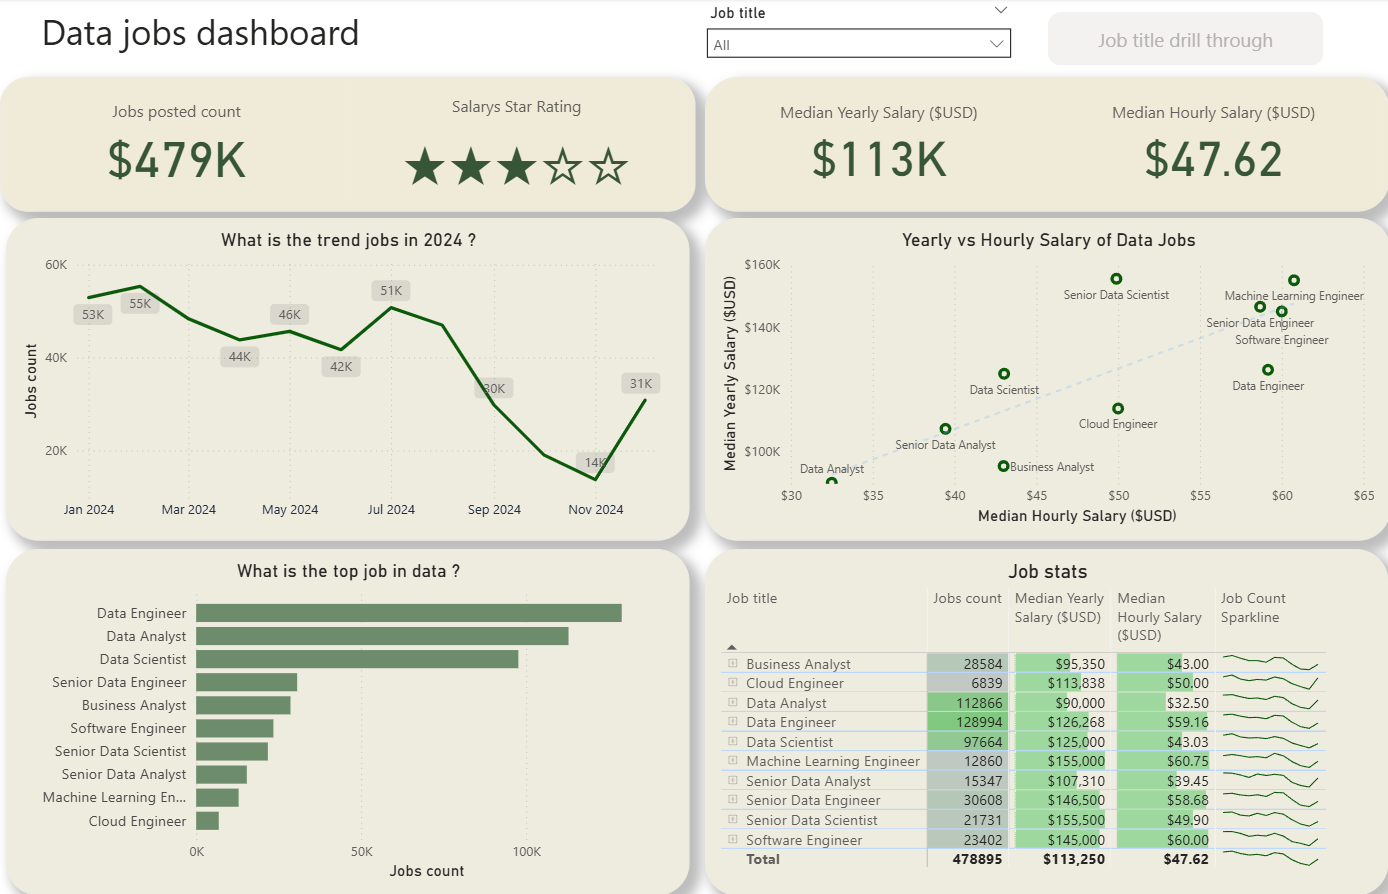 Data jobs dashboard
Job title
All
Job title drill through
Jobs posted count
$479K
Salarys Star Rating
Median Yearly Salary ($USD)
$113K
Median Hourly Salary ($USD)
$47.62
What is the trend jobs in 2024 ?
Jobs count
60K
40K
20K
53K
55K
44K
46K
42K
51K
30K
14K
31K
Jan 2024 Mar 2024 May 2024 Jul 2024 Sep 2024 Nov 2024
Yearly vs Hourly Salary of Data Jobs
Median Yearly Salary ($USD)
$160K
$140K
$120K
$100K
Senior Data Scientist
Machine Learning Engineer
Senior Data Engineer
Software Engineer
Data Scientist
Data Engineer
Cloud Engineer
Senior Data Analyst
Data Analyst
Business Analyst
$30 $35 $40 $45 $50 $55 $60 $65
Median Hourly Salary ($USD)
What is the top job in data ?
Data Engineer
Data Analyst
Data Scientist
Senior Data Engineer
Business Analyst
Software Engineer
Senior Data Scientist
Senior Data Analyst
Machine Learning En...
Cloud Engineer
0K 50K 100K
Jobs count
Job stats
Job title Jobs count Median Yearly Median Job Count
Salary ($USD) Hourly Salary Sparkline
($USD)
Business Analyst 28584 $95,350 $43.00
Cloud Engineer 6839 $113,838 $50.00
Data Analyst 112866 $90,000 $32.50
Data Engineer 128994 $126,268 $59.16
Data Scientist 97664 $125,000 $43.03
Machine Learning Engineer 12860 $155,000 $60.75
Senior Data Analyst 15347 $107,310 $39.45
Senior Data Engineer 30608 $146,500 $58.68
Senior Data Scientist 21731 $155,500 $49.90
Software Engineer 23402 $145,000 $60.00
Total 478895 $113,250 $47.62